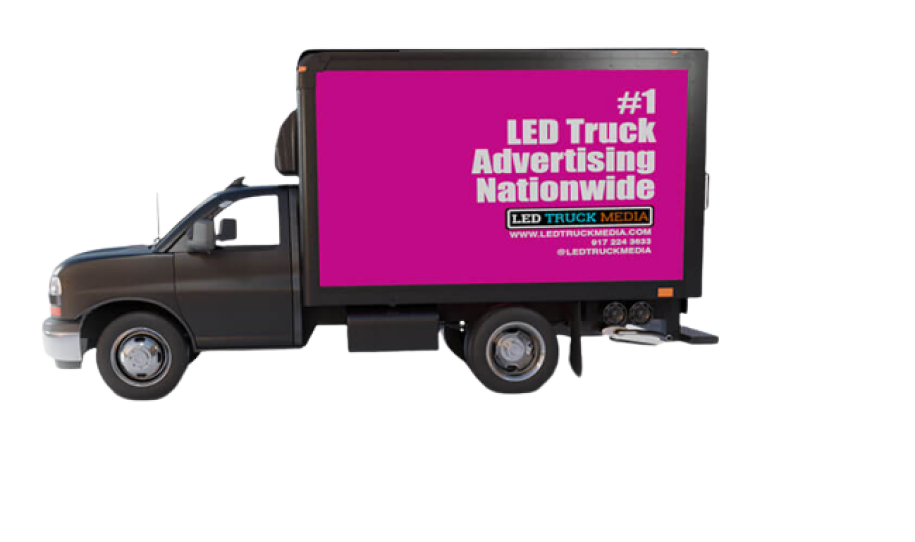 #1
LED Truck
Advertising
Nationwide
LED TRUCK MEDIA
WWW.LEDTRUCKMEDIA.COM
917 224 3633
@LEDTRUCKMEDIA